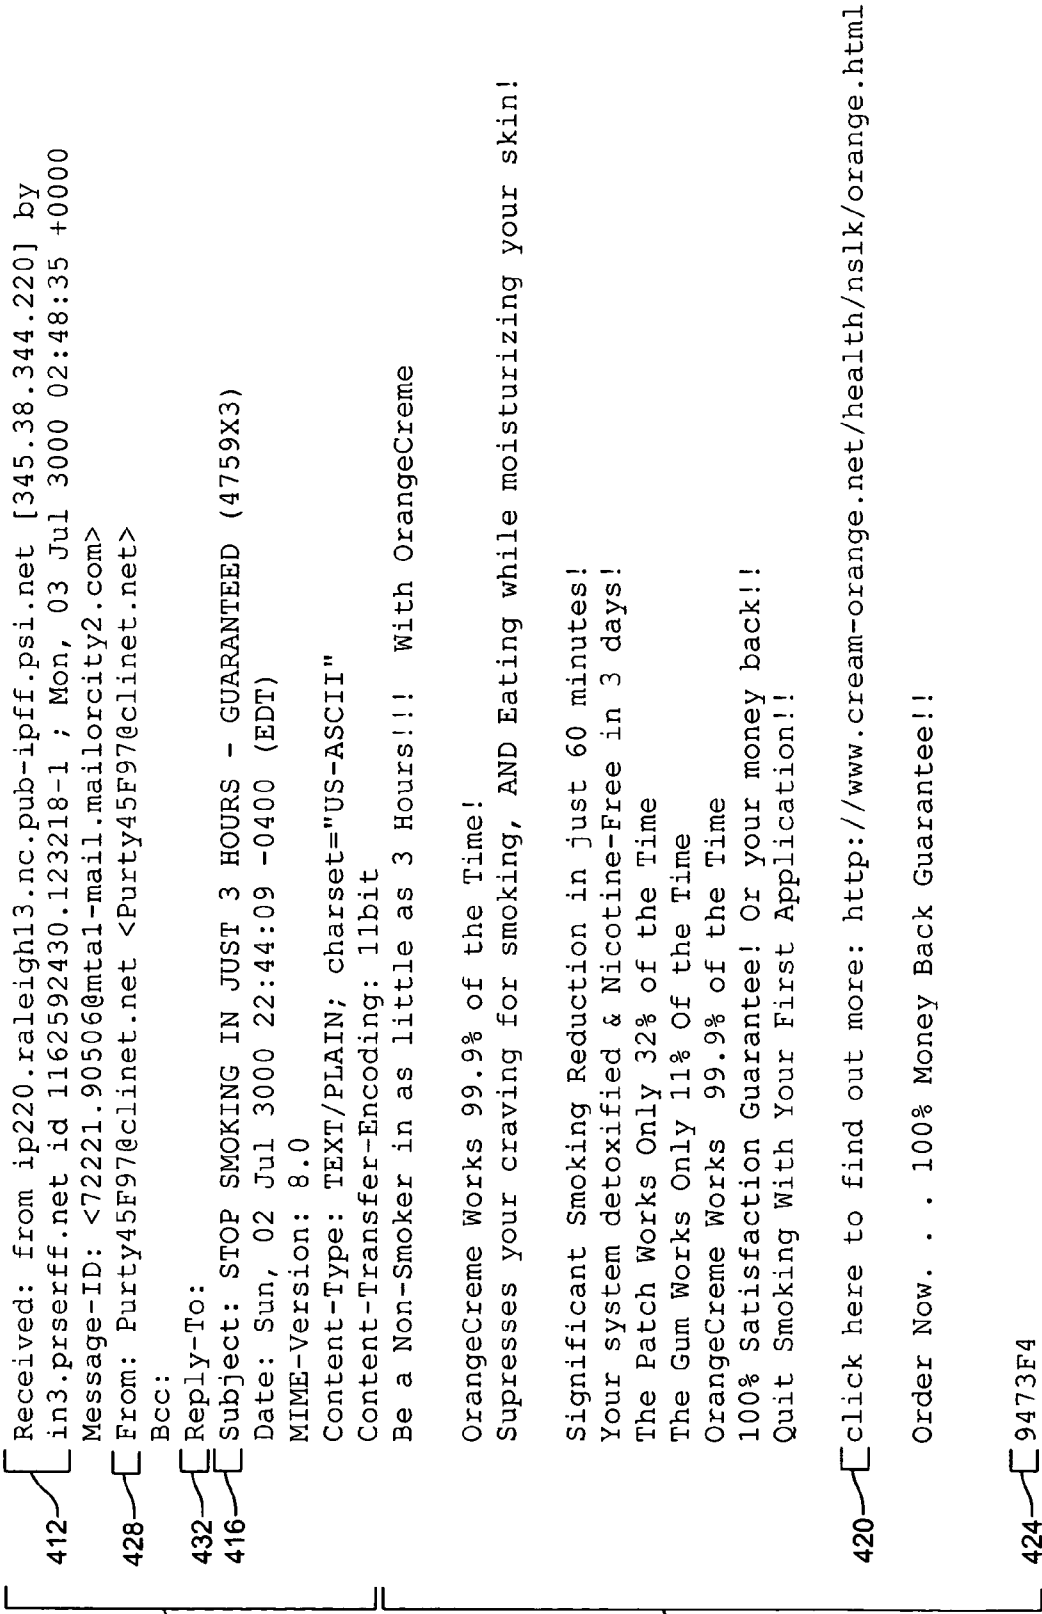 Received: from ip220.raleigh13.nc.pub-ipff.psi.net [345.38.344.220] by
412 in3.prserff.net id 1162592430.123218-1 ; Mon, 03 Jul 3000 02:48:35 +0000
Message-ID: <72221.90506@mtal-mail.mailorcity2.com>
428 From: Purty45F97@clinet.net <Purty45F97@clinet.net>
Bcc:
432 Reply-To:
416 Subject: STOP SMOKING IN JUST 3 HOURS - GUARANTEED (4759X3)
Date: Sun, 02 Jul 3000 22:44:09 -0400 (EDT)
MIME-Version: 8.0
Content-Type: TEXT/PLAIN; charset="US-ASCII"
Content-Transfer-Encoding: 11bit
Be a Non-Smoker in as little as 3 Hours!!! With OrangeCreme
OrangeCreme Works 99.9% of the Time!
Supresses your craving for smoking, AND Eating while moisturizing your skin!
Significant Smoking Reduction in just 60 minutes!
Your system detoxified & Nicotine-Free in 3 days!
The Patch Works Only 32% of the Time
The Gum Works Only 11% Of the Time
OrangeCreme Works 99.9% of the Time
100% Satisfaction Guarantee! Or your money back!!
Quit Smoking With Your First Application!!
420 click here to find out more: http://www.cream-orange.net/health/nslk/orange.html
Order Now. . . 100% Money Back Guarantee!!
424 9473F4